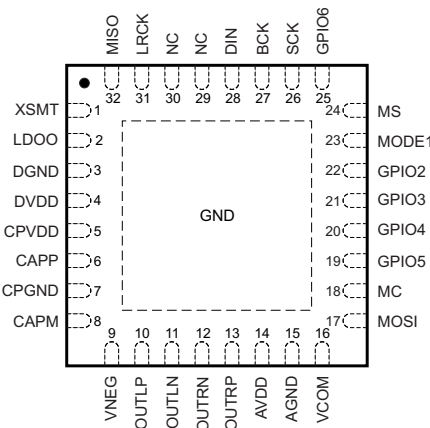 MISO
LRCK
NC
NC
DIN
BCK
SCK
GPIO6
32
31
30
29
28
27
26
25
XSMT 1
LDOO 2
DGND 3
DVDD 4
CPVDD 5
CAPP 6
CPGND 7
CAPM 8
GND
24 MS
23 MODE1
22 GPIO2
21 GPIO3
20 GPIO4
19 GPIO5
18 MC
17 MOSI
9
10
11
12
13
14
15
16
VNEG
OUTLP
OUTLN
OUTRN
OUTRP
AVDD
AGND
VCOM